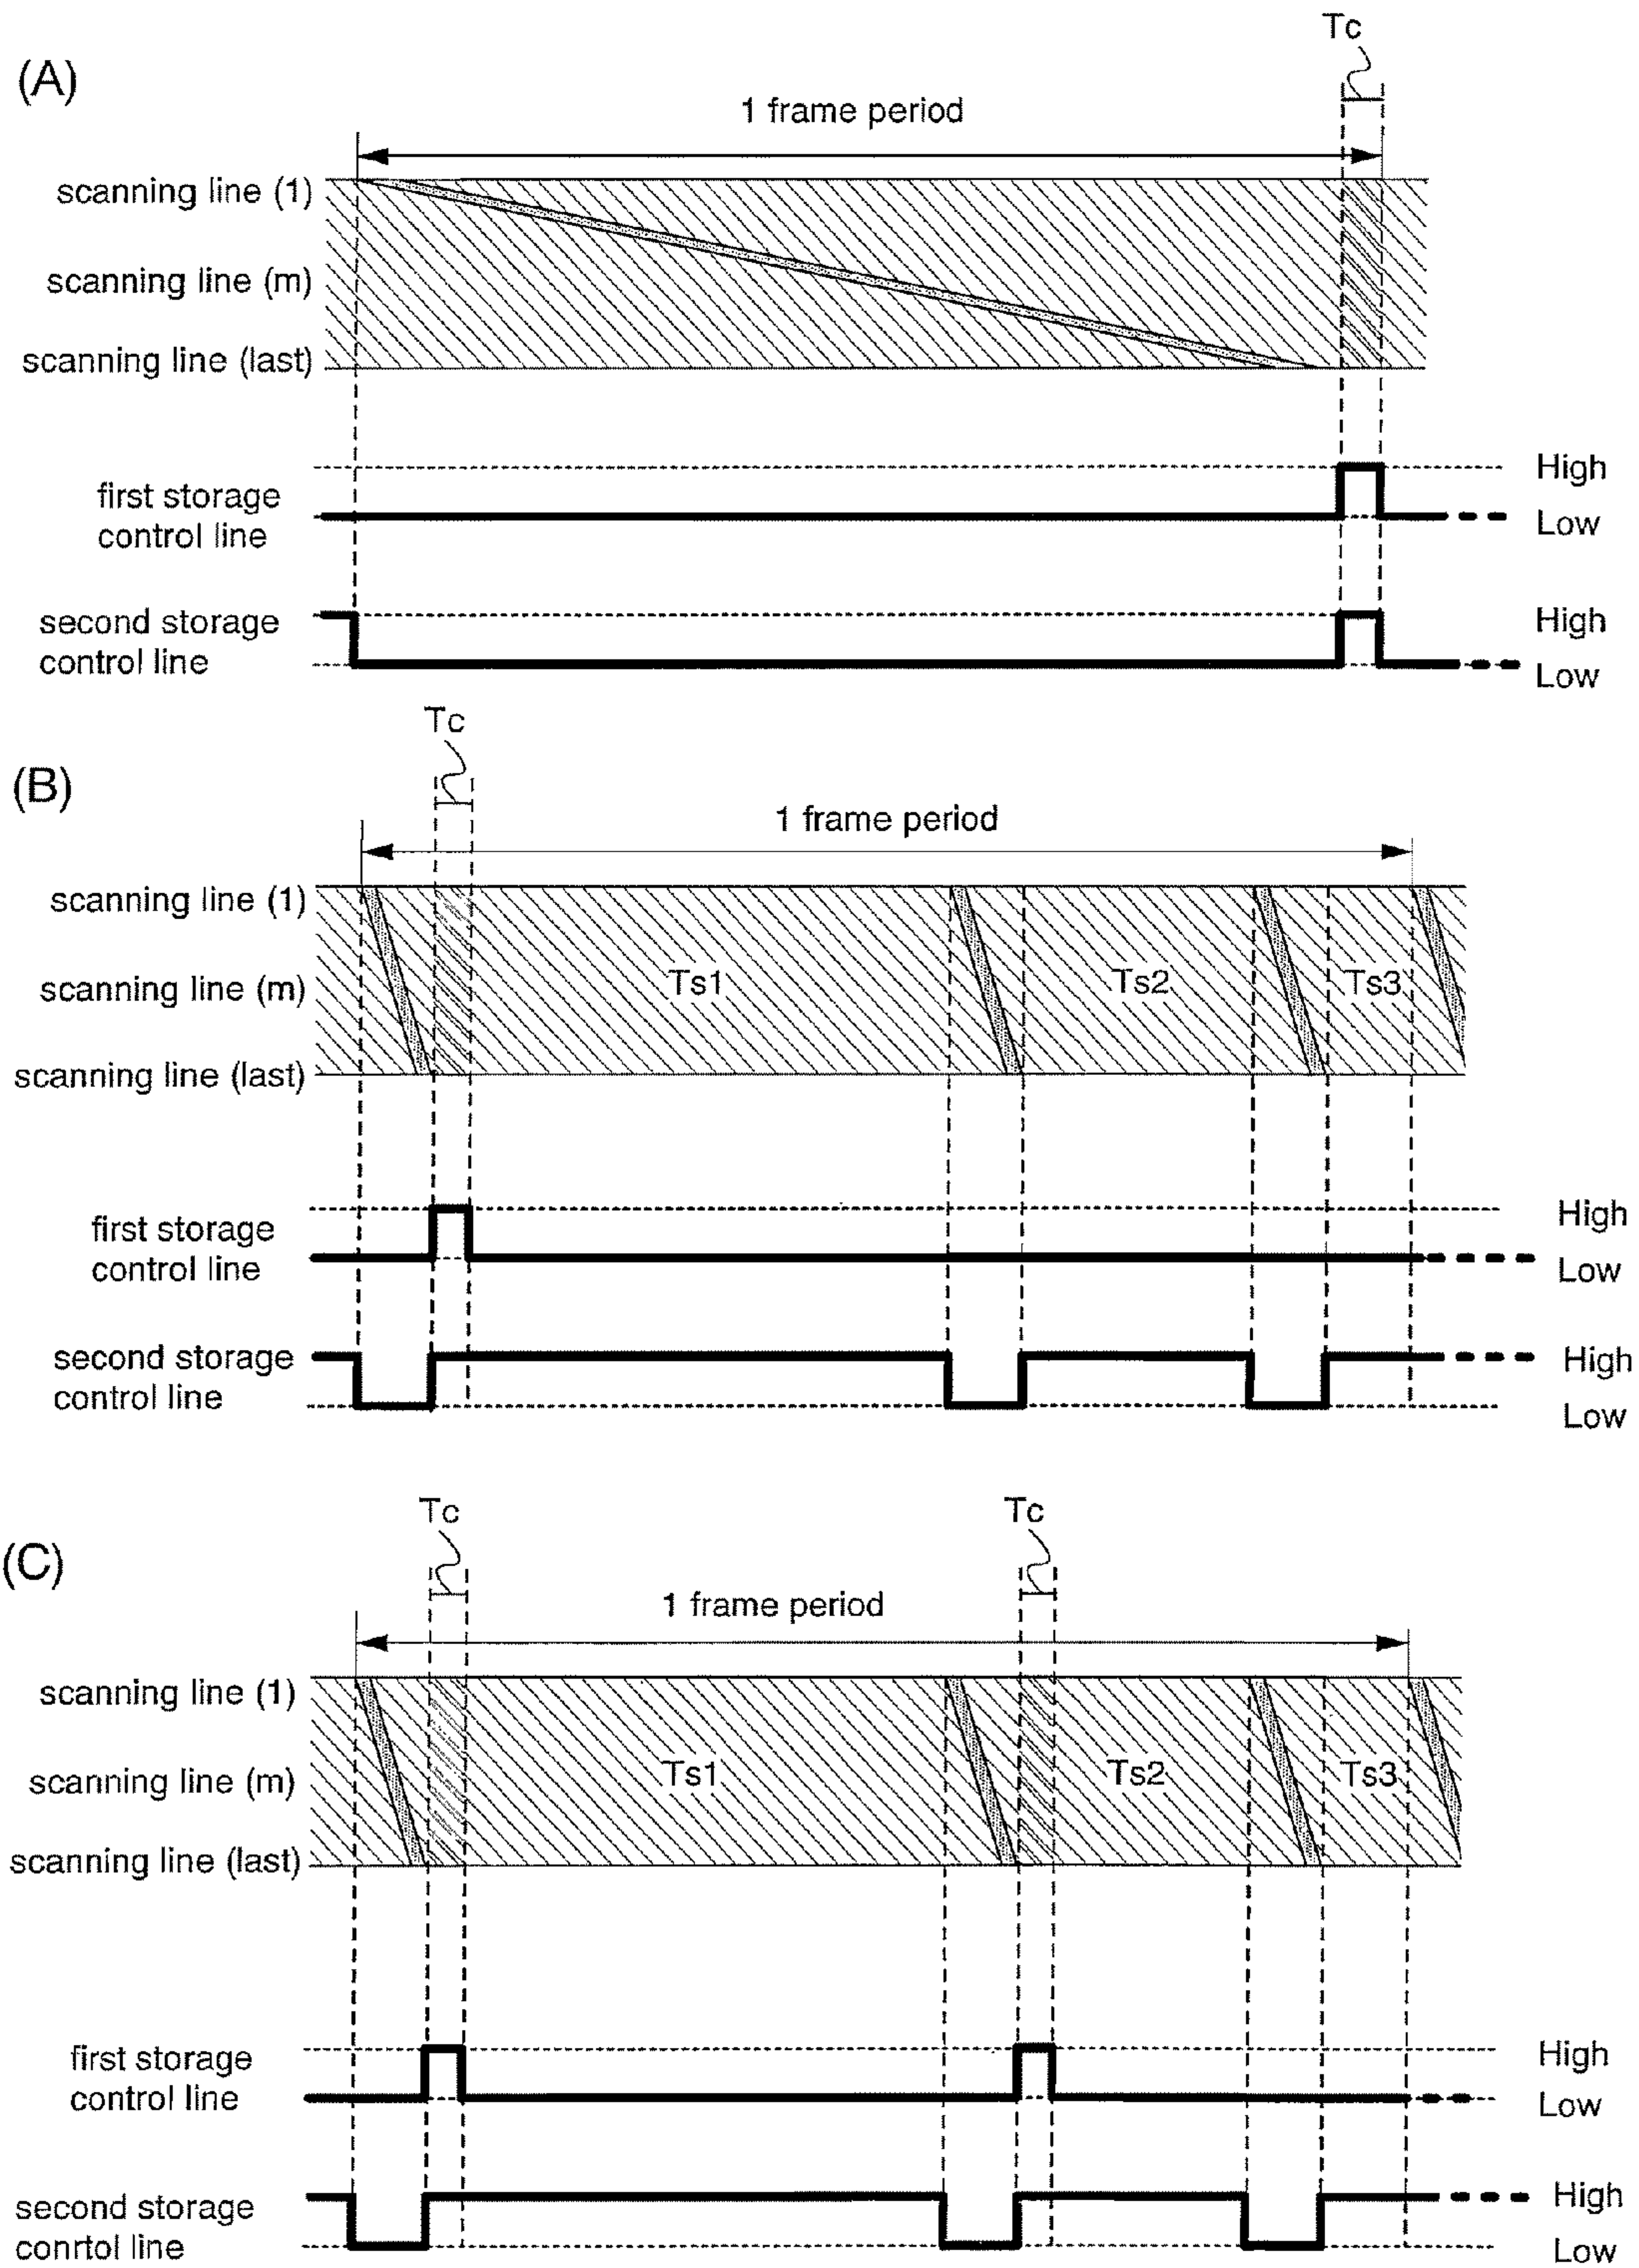 Tc
(A)
1 frame period
scanning line (1)
scanning line (m)
scanning line (last)
first storage
control line
High
Low
second storage
control line
High
Low
Tc
(B)
1 frame period
scanning line (1)
scanning line (m)
Ts1
Ts2
Ts3
scanning line (last)
first storage
control line
High
Low
second storage
control line
High
Low
Tc
Tc
(C)
1 frame period
scanning line (1)
scanning line (m)
Ts1
Ts2
Ts3
scanning line (last)
first storage
control line
High
Low
second storage
conrtol line
High
Low